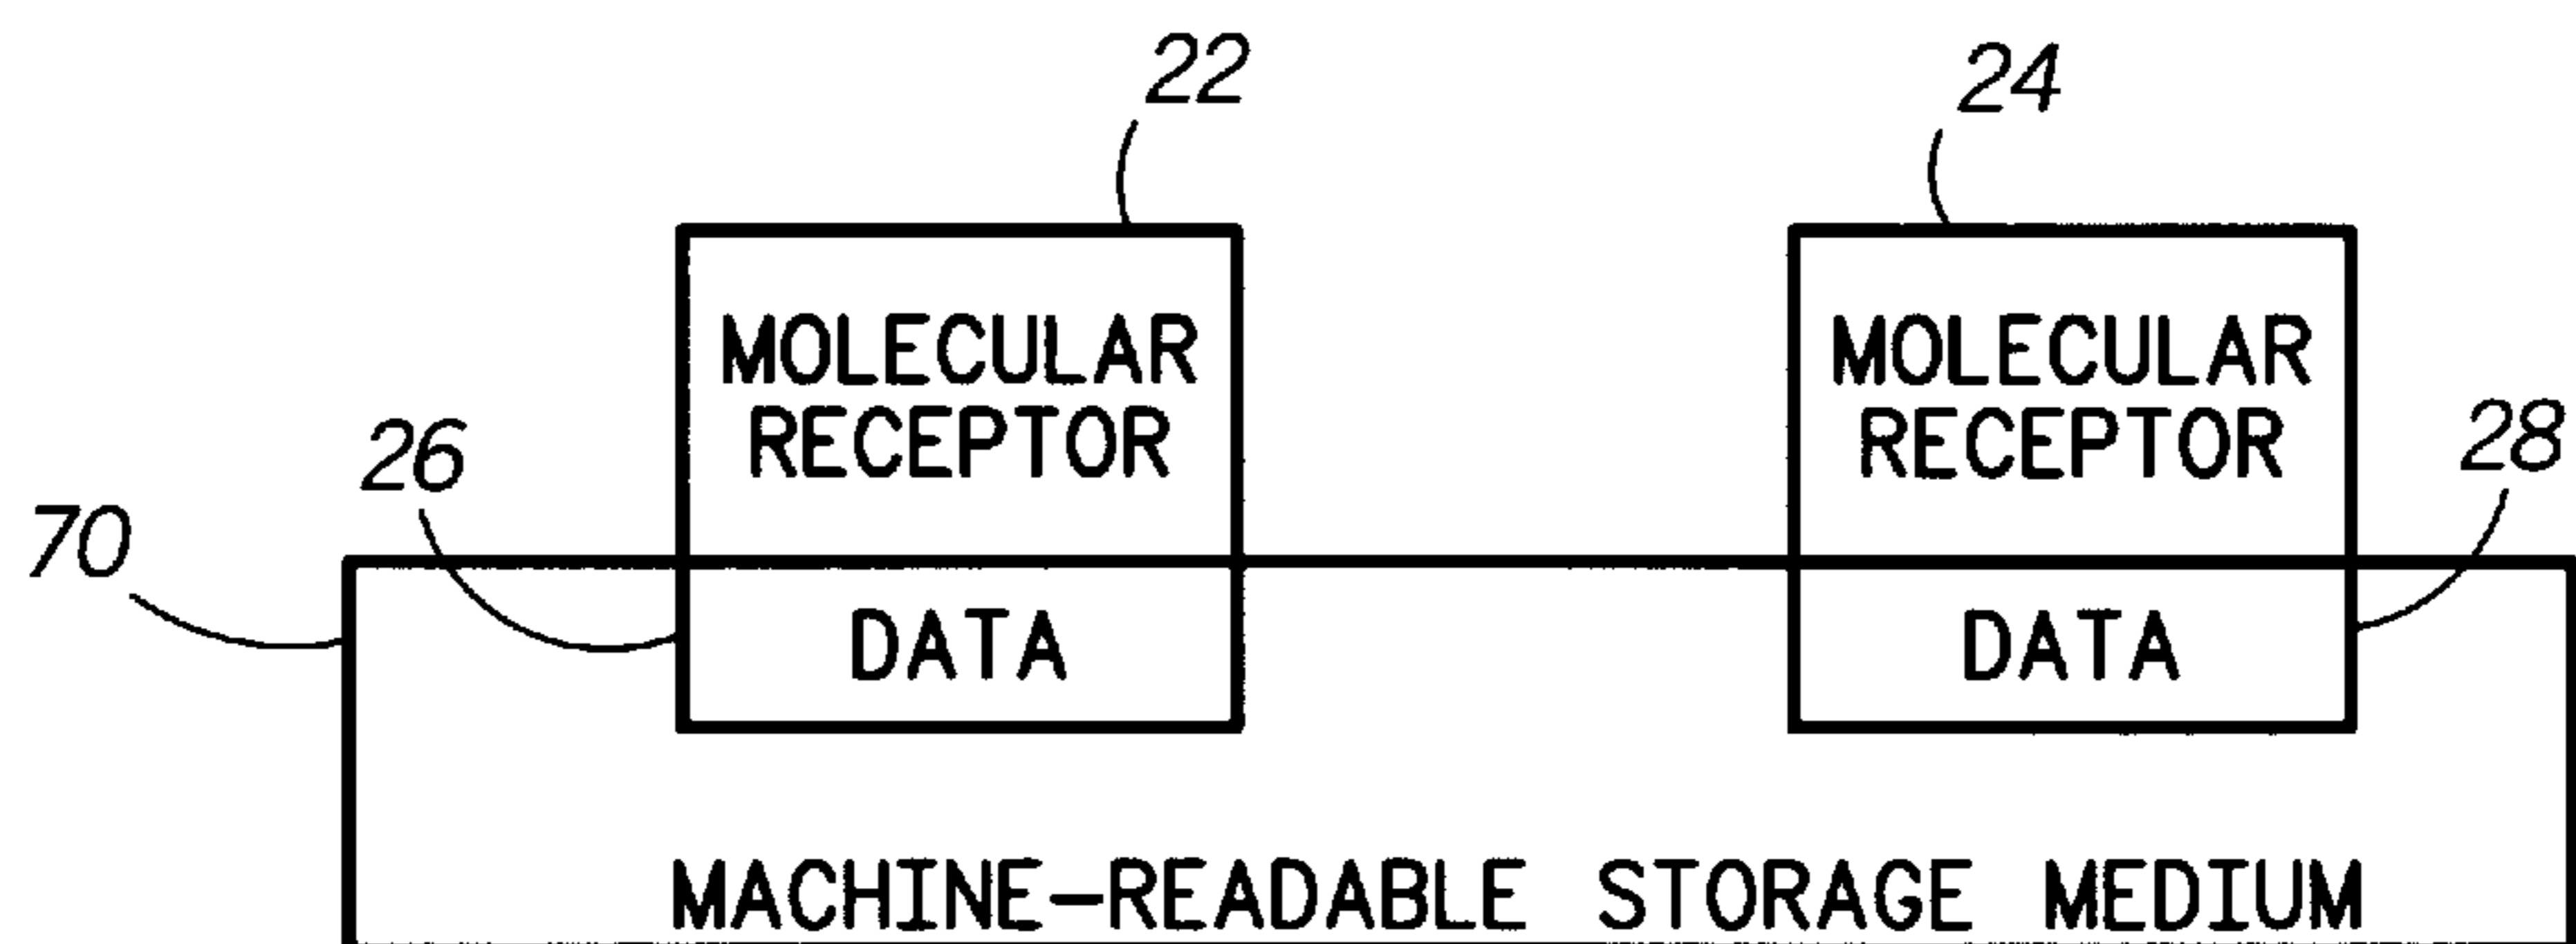 22
24
MOLECULAR
RECEPTOR
MOLECULAR
RECEPTOR
26
28
70
DATA
DATA
MACHINE-READABLE STORAGE MEDIUM